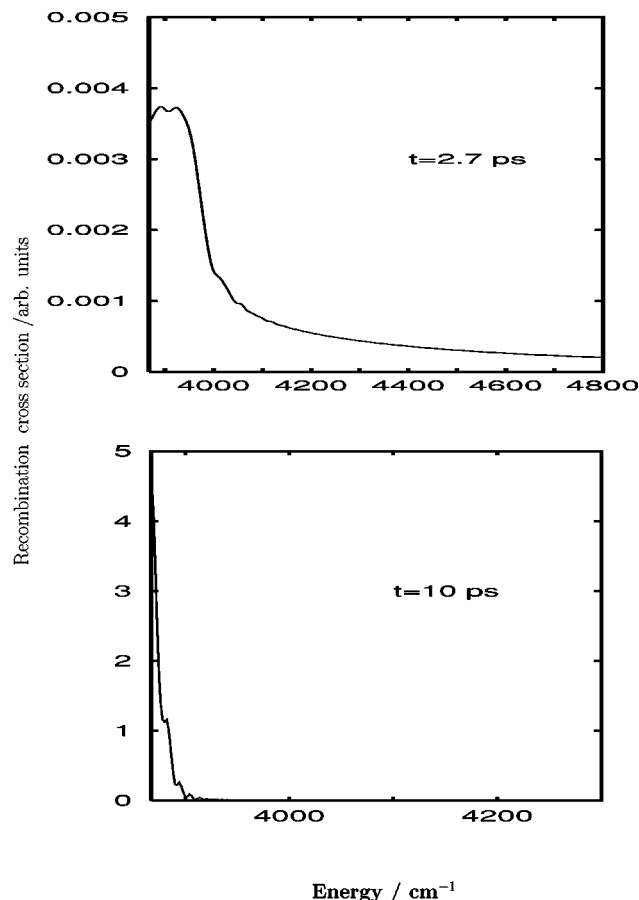 0.005
0.004
0.003
0.002
0.001
0
t=2.7 ps
4000 4200 4400 4600 4800
Recombination cross section /arb. units
5
4
3
2
1
0
t=10 ps
4000 4200
Energy / cm⁻¹